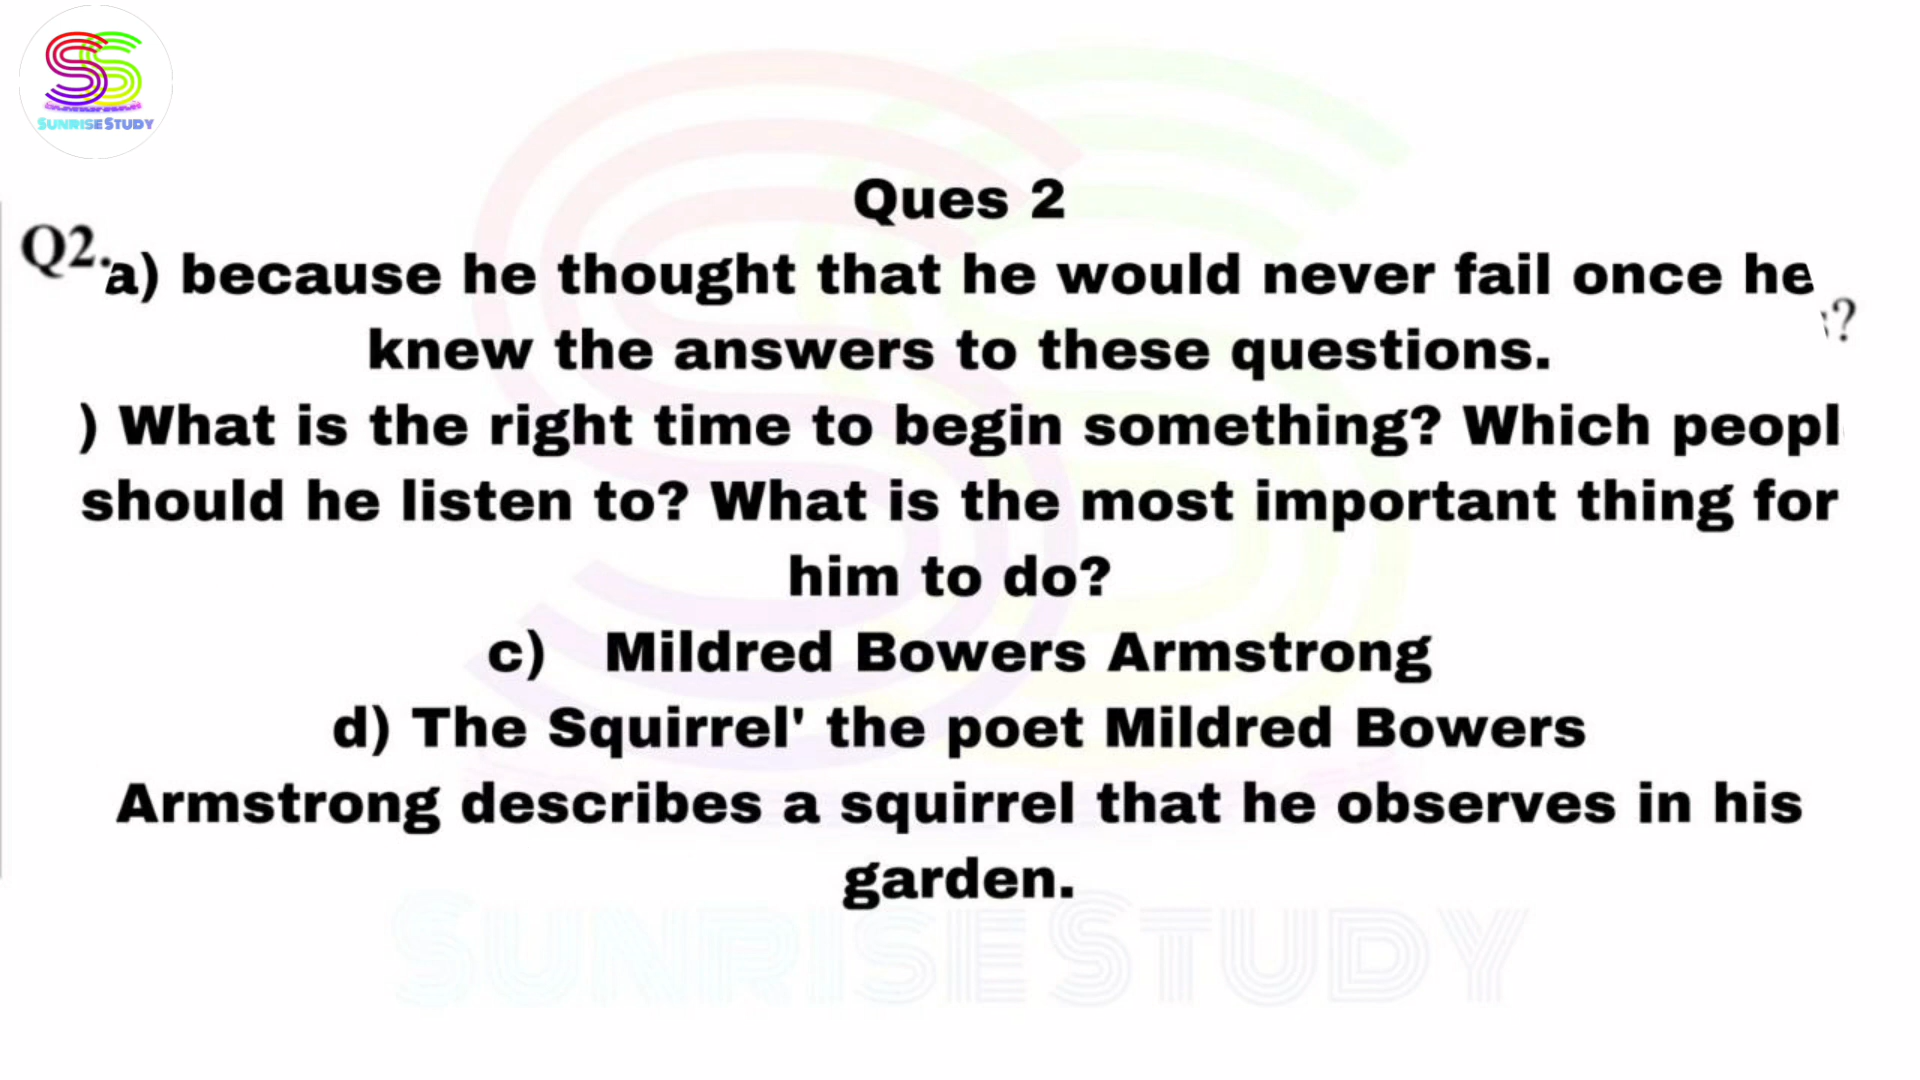 SUNRISE STUDY
Ques 2
Q2.
a) because he thought that he would never fail once he
?
knew the answers to these questions.
) What is the right time to begin something? Which peopl
should he listen to? What is the most important thing for
him to do?
c) Mildred Bowers Armstrong
d) The Squirrel' the poet Mildred Bowers
Armstrong describes a squirrel that he observes in his
garden.
SUNRISE STUDY